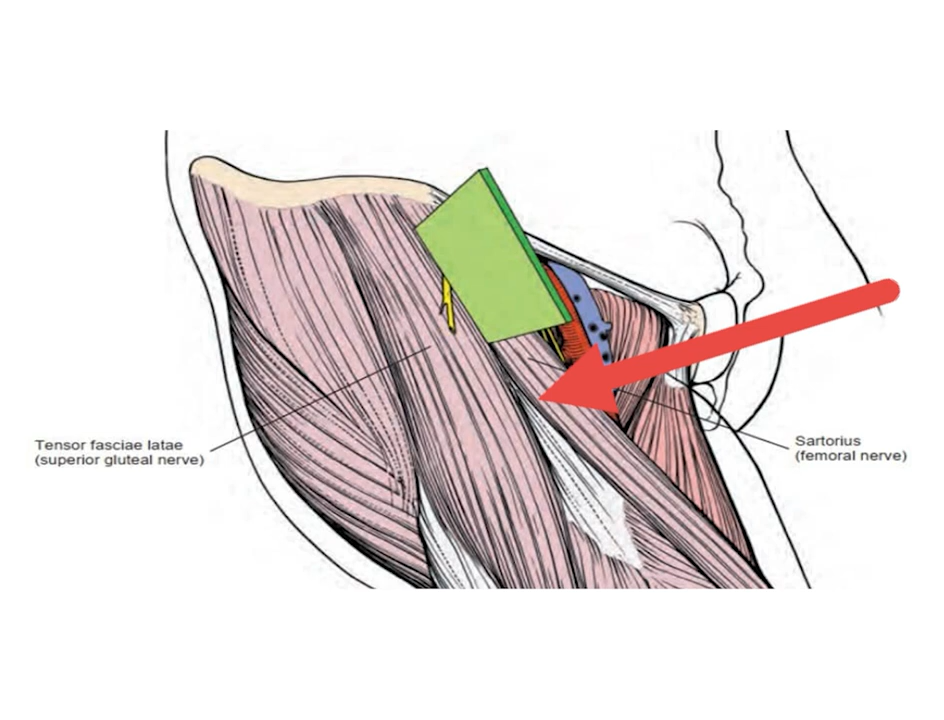 Tensor fasciae latae
(superior gluteal nerve)
Sartorius
(femoral nerve)